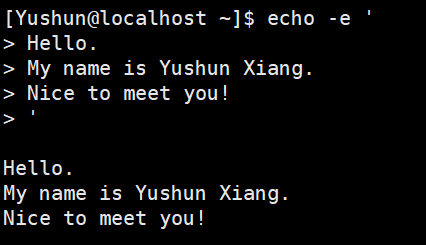 [Yushun@localhost ~]$ echo -e '
> Hello.
> My name is Yushun Xiang.
> Nice to meet you!
> '

Hello.
My name is Yushun Xiang.
Nice to meet you!